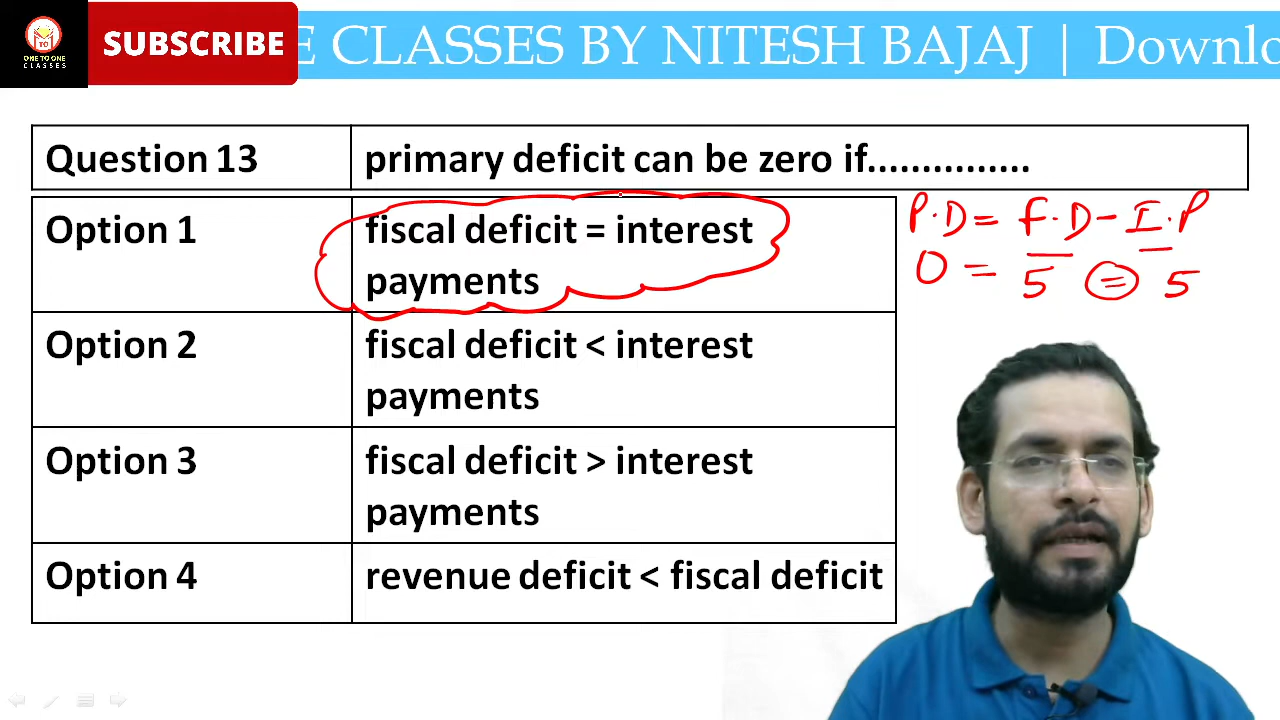 ONE TO ONE
CLASSES
SUBSCRIBE
E CLASSES BY NITESH BAJAJ | Downlo
Question 13 primary deficit can be zero if...............
Option 1 fiscal deficit = interest
payments
P.D = F.D - I.P
0 = 5 = 5
Option 2 fiscal deficit < interest
payments
Option 3 fiscal deficit > interest
payments
Option 4 revenue deficit < fiscal deficit